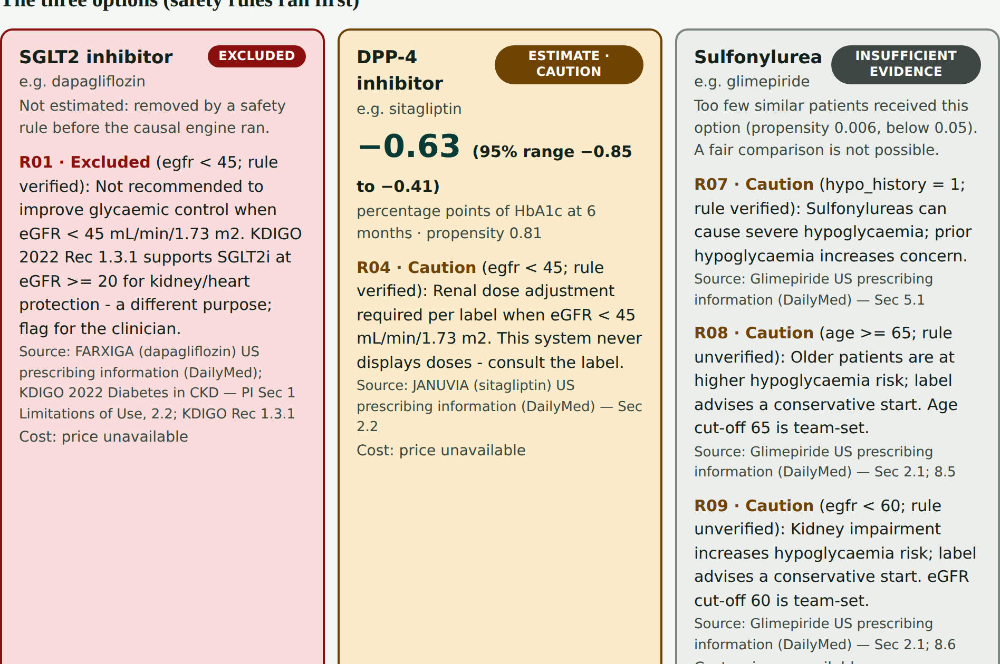 The three options (safety rules ran first)
SGLT2 inhibitor
EXCLUDED
e.g. dapagliflozin
Not estimated: removed by a safety
rule before the causal engine ran.
R01 · Excluded (egfr < 45; rule
verified): Not recommended to
improve glycaemic control when
eGFR < 45 mL/min/1.73 m2. KDIGO
2022 Rec 1.3.1 supports SGLT2i at
eGFR >= 20 for kidney/heart
protection - a different purpose;
flag for the clinician.
Source: FARXIGA (dapagliflozin) US
prescribing information (DailyMed);
KDIGO 2022 Diabetes in CKD — PI Sec 1
Limitations of Use, 2.2; KDIGO Rec 1.3.1
Cost: price unavailable
DPP-4
inhibitor
ESTIMATE ·
CAUTION
e.g. sitagliptin
−0.63 (95% range −0.85
to −0.41)
percentage points of HbA1c at 6
months · propensity 0.81
R04 · Caution (egfr < 45; rule
verified): Renal dose adjustment
required per label when eGFR < 45
mL/min/1.73 m2. This system never
displays doses - consult the label.
Source: JANUVIA (sitagliptin) US
prescribing information (DailyMed) — Sec
2.2
Cost: price unavailable
Sulfonylurea
INSUFFICIENT
EVIDENCE
e.g. glimepiride
Too few similar patients received this
option (propensity 0.006, below 0.05).
A fair comparison is not possible.
R07 · Caution (hypo_history = 1;
rule verified): Sulfonylureas can
cause severe hypoglycaemia; prior
hypoglycaemia increases concern.
Source: Glimepiride US prescribing
information (DailyMed) — Sec 5.1
R08 · Caution (age >= 65; rule
unverified): Older patients are at
higher hypoglycaemia risk; label
advises a conservative start. Age
cut-off 65 is team-set.
Source: Glimepiride US prescribing
information (DailyMed) — Sec 2.1; 8.5
R09 · Caution (egfr < 60; rule
unverified): Kidney impairment
increases hypoglycaemia risk; label
advises a conservative start. eGFR
cut-off 60 is team-set.
Source: Glimepiride US prescribing
information (DailyMed) — Sec 2.1; 8.6